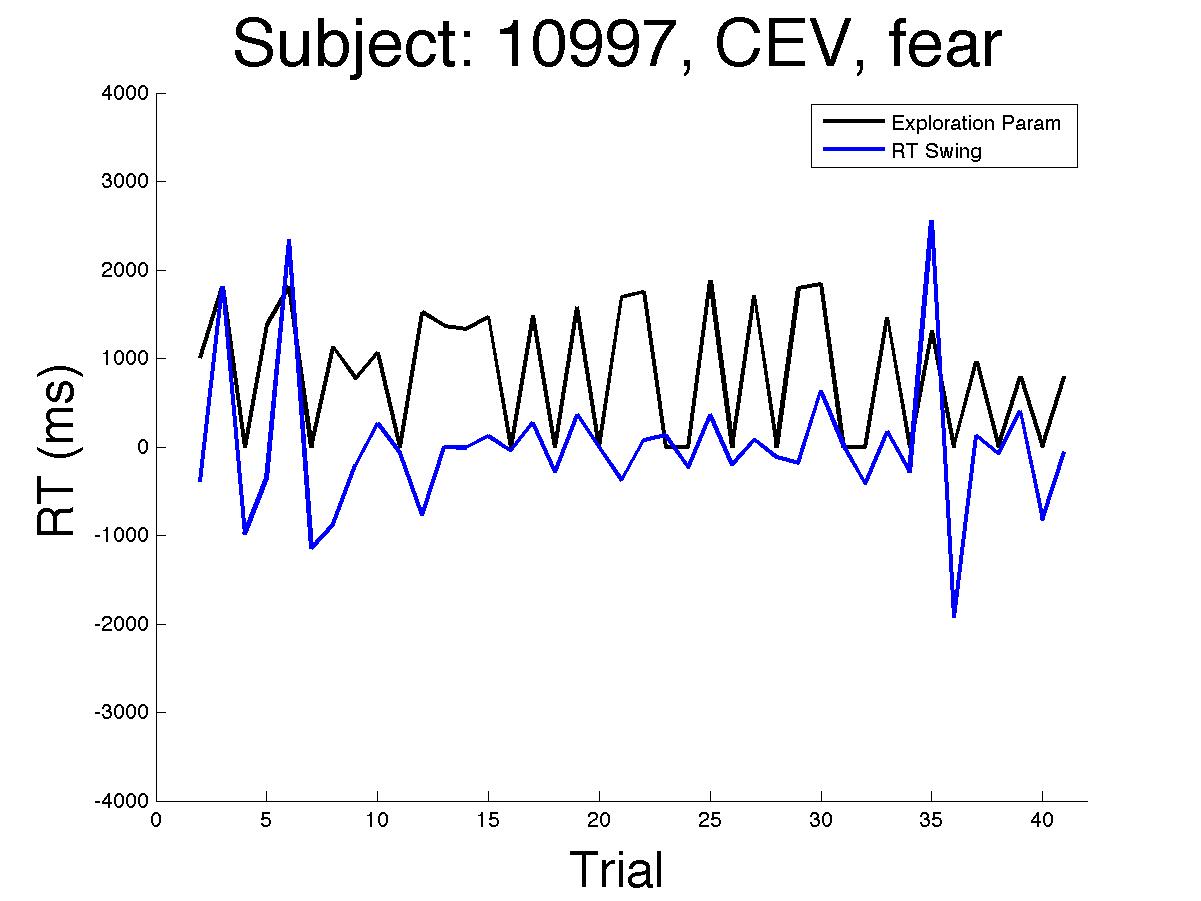 Subject: 10997, CEV, fear
Exploration Param
RT Swing
4000
3000
2000
1000
0
-1000
-2000
-3000
-4000
RT (ms)
0 5 10 15 20 25 30 35 40
Trial